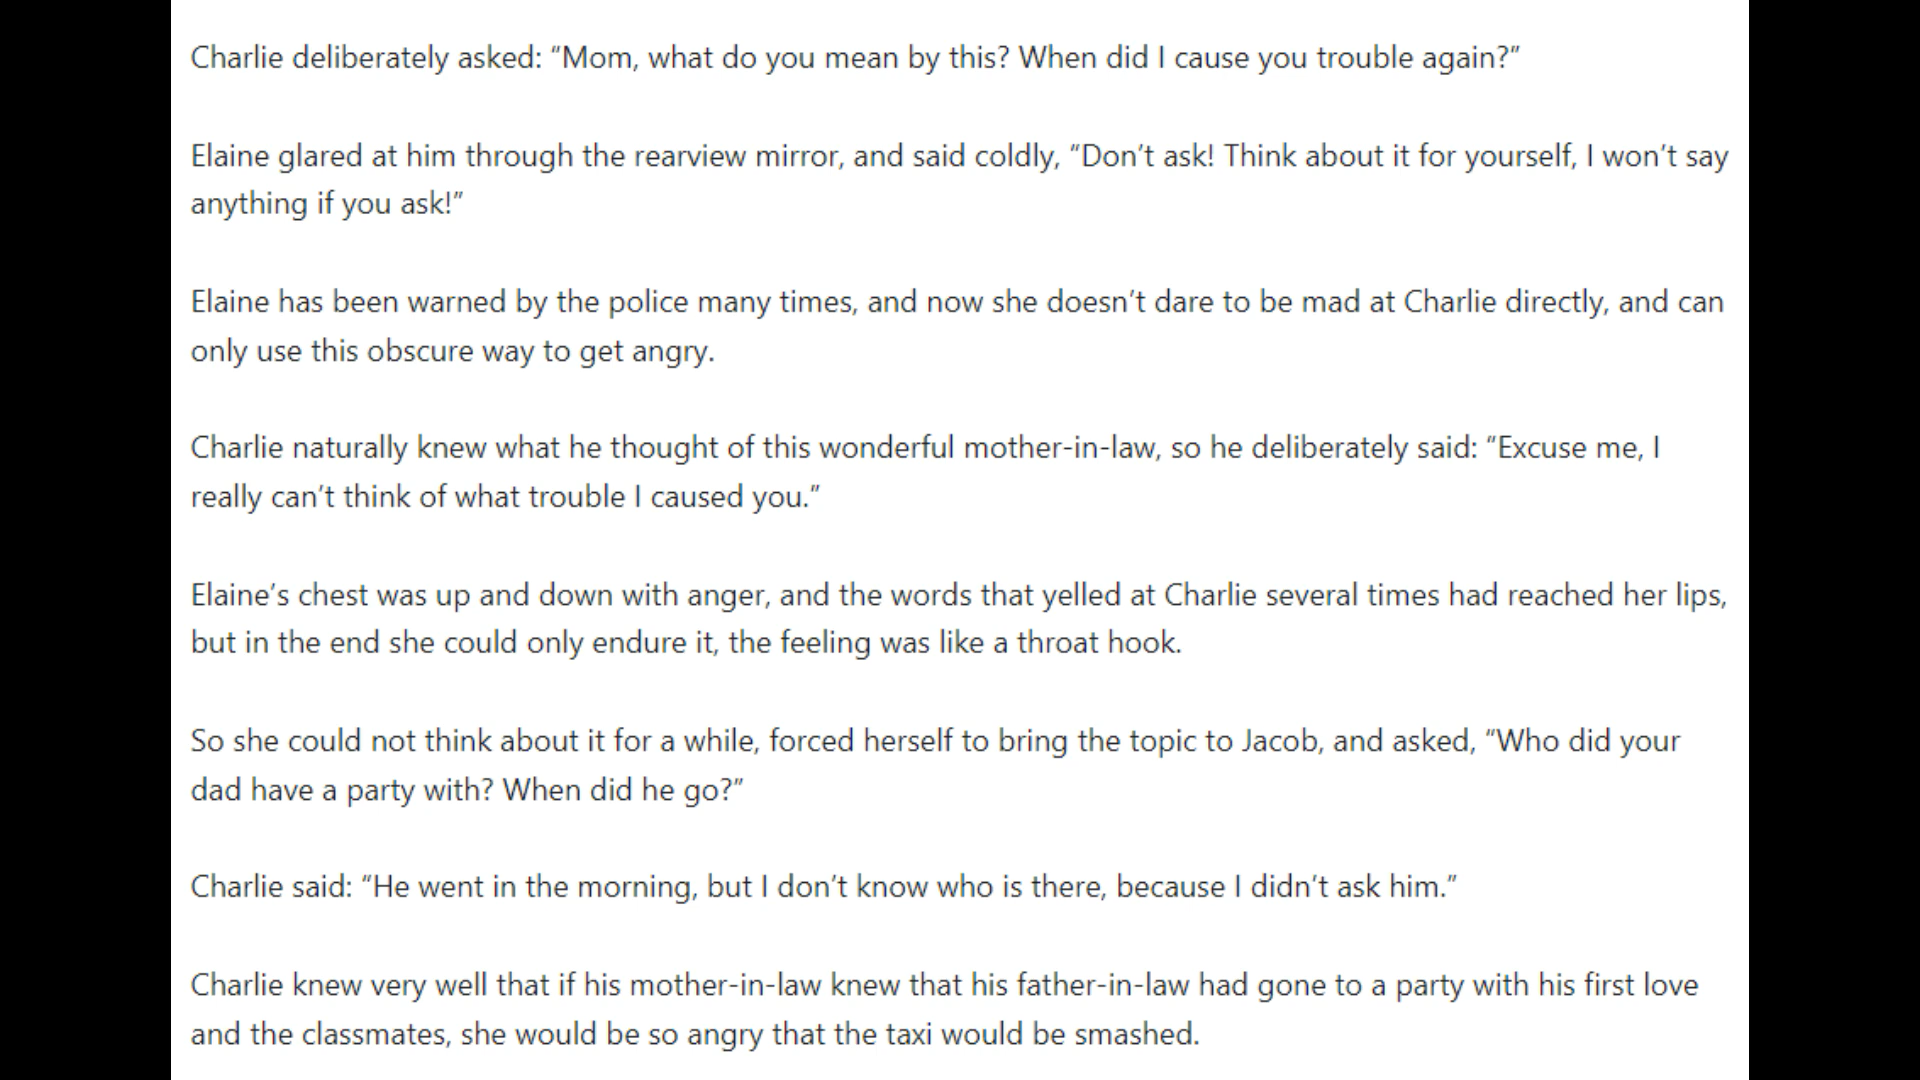 Charlie deliberately asked: “Mom, what do you mean by this? When did I cause you trouble again?”
Elaine glared at him through the rearview mirror, and said coldly, “Don’t ask! Think about it for yourself, I won’t say
anything if you ask!”
Elaine has been warned by the police many times, and now she doesn’t dare to be mad at Charlie directly, and can
only use this obscure way to get angry.
Charlie naturally knew what he thought of this wonderful mother-in-law, so he deliberately said: “Excuse me, I
really can’t think of what trouble I caused you.”
Elaine’s chest was up and down with anger, and the words that yelled at Charlie several times had reached her lips,
but in the end she could only endure it, the feeling was like a throat hook.
So she could not think about it for a while, forced herself to bring the topic to Jacob, and asked, “Who did your
dad have a party with? When did he go?”
Charlie said: “He went in the morning, but I don’t know who is there, because I didn’t ask him.”
Charlie knew very well that if his mother-in-law knew that his father-in-law had gone to a party with his first love
and the classmates, she would be so angry that the taxi would be smashed.